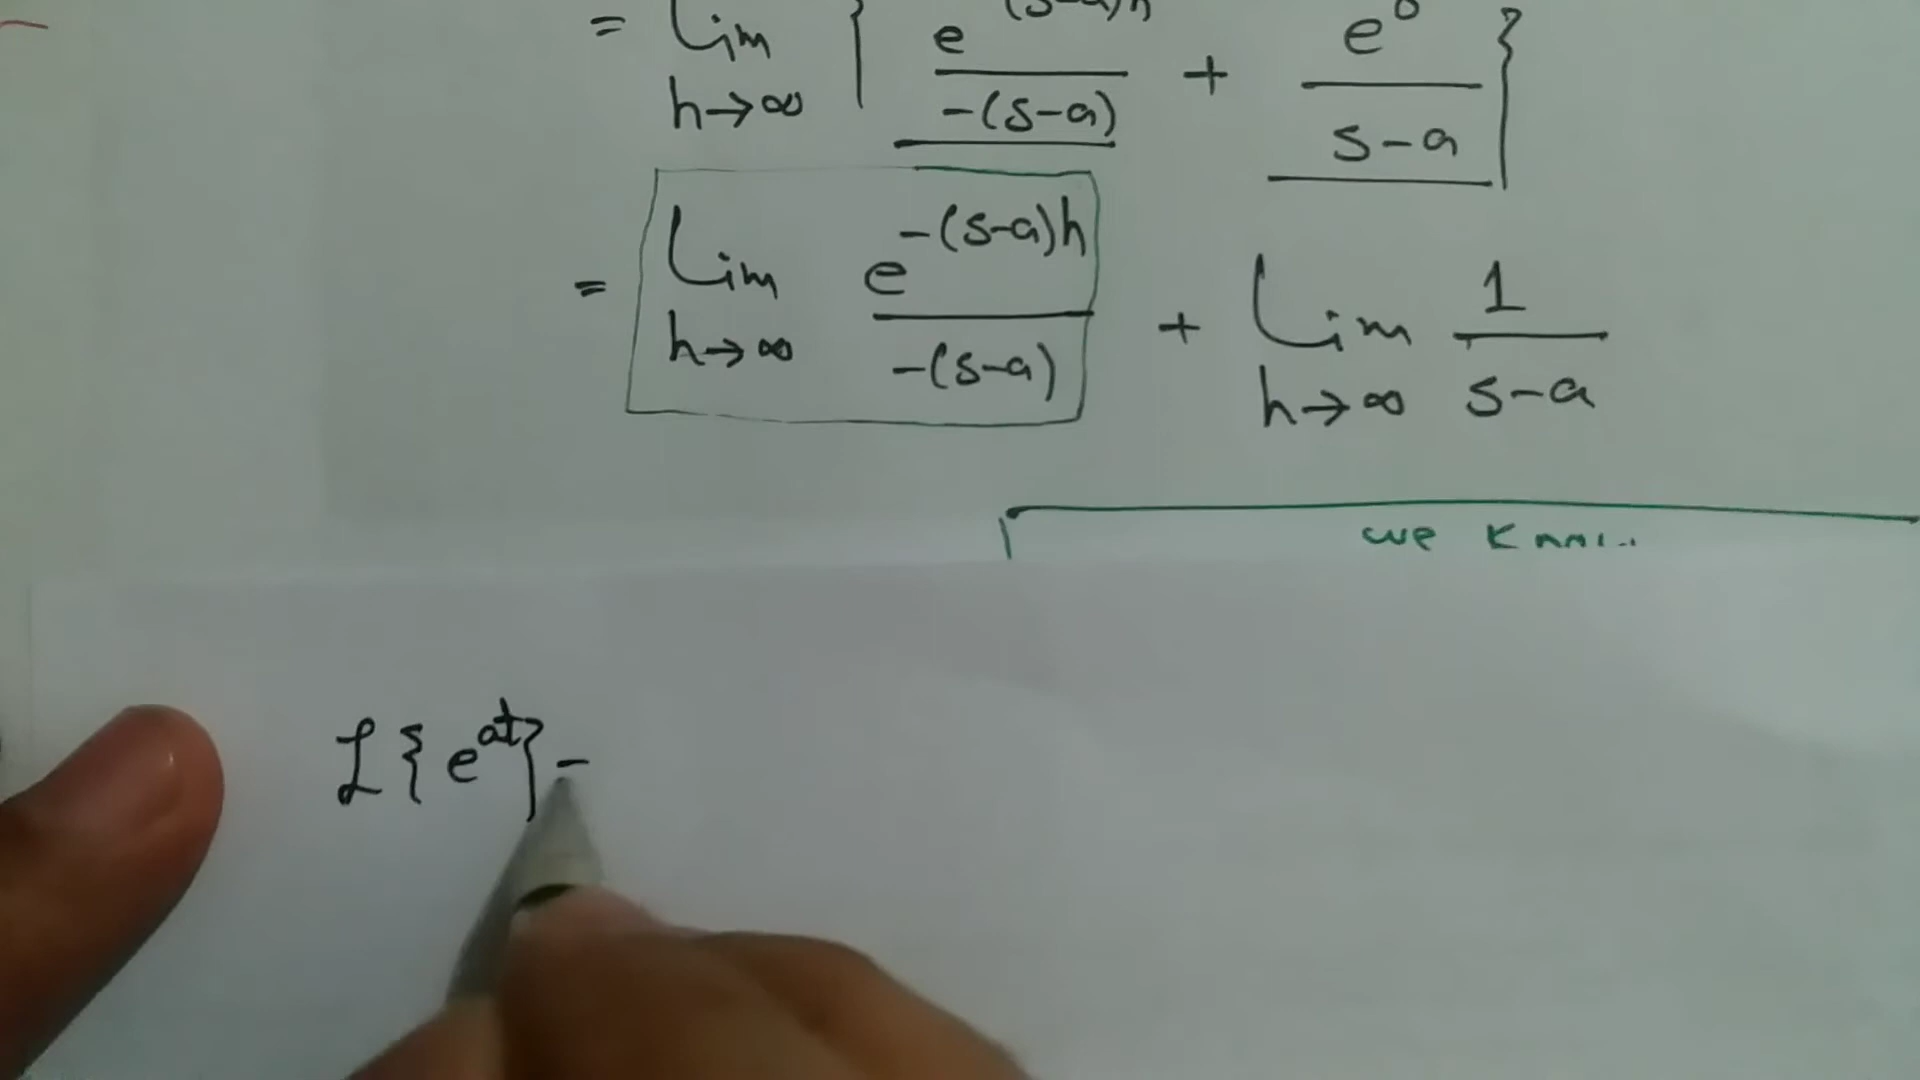 = Lim h→∞ { e / -(s-a) + e^0 / s-a }
= Lim h→∞ e^-(s-a)h / -(s-a) + Lim h→∞ 1 / s-a
we
ℒ{e^at} -